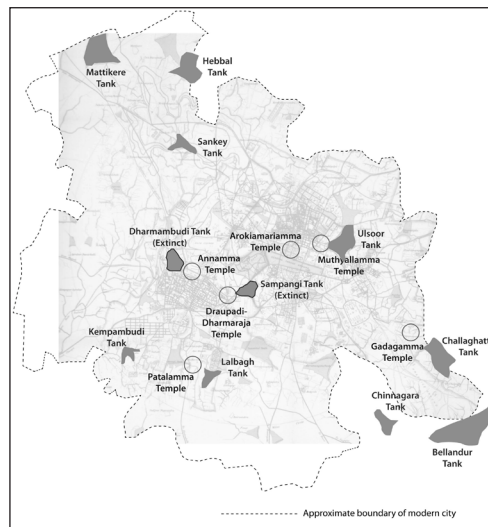 Mattikere
Tank
Hebbal
Tank
Sankey
Tank
Dharmambudi Tank
(Extinct)
Arokiamariamma
Temple
Ulsoor
Tank
Annamma
Temple
Muthyallamma
Temple
Sampangi Tank
(Extinct)
Draupadi-
Dharmaraja
Temple
Kempambudi
Tank
Gadagamma
Temple
Challaghatt
Tank
Lalbagh
Tank
Patalamma
Temple
Chinnagara
Tank
Bellandur
Tank
Approximate boundary of modern city